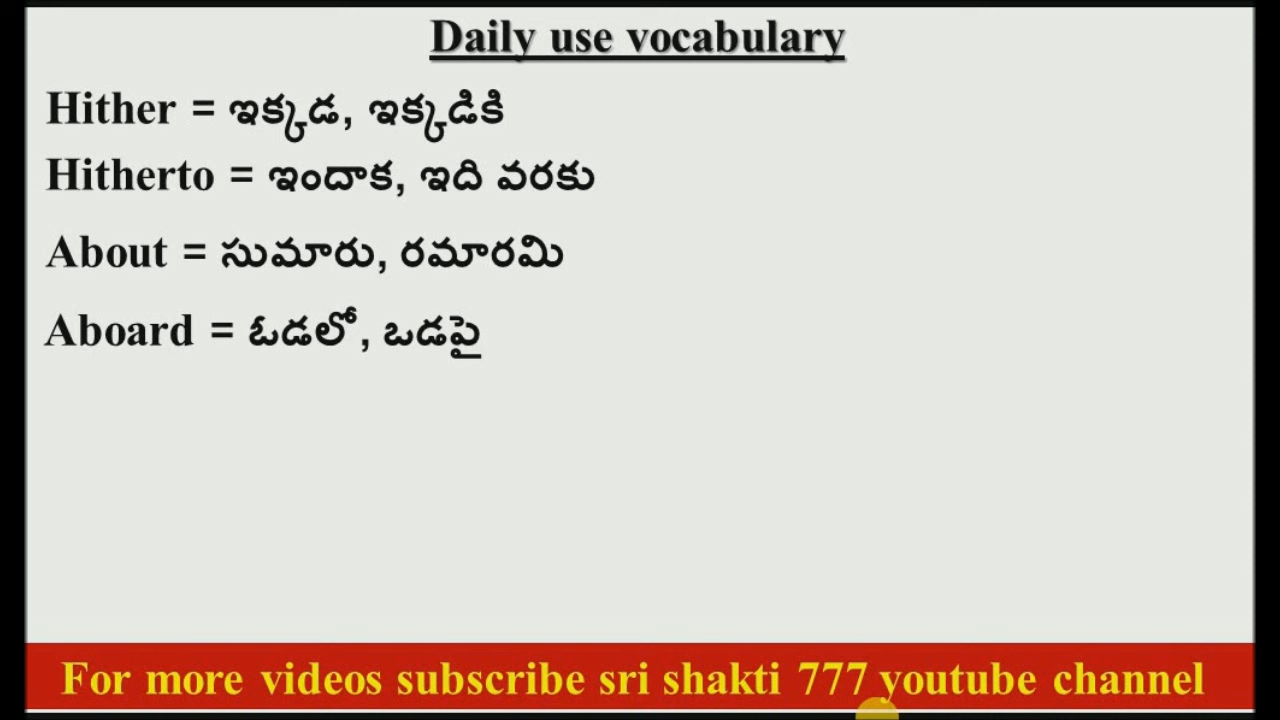 Daily use vocabulary
Hither = ఇక్కడ, ఇక్కడికి
Hitherto = ఇందాక, ఇది వరకు
About = సుమారు, రమారమి
Aboard = ఓడలో, ఒడపై
For more videos subscribe sri shakti 777 youtube channel